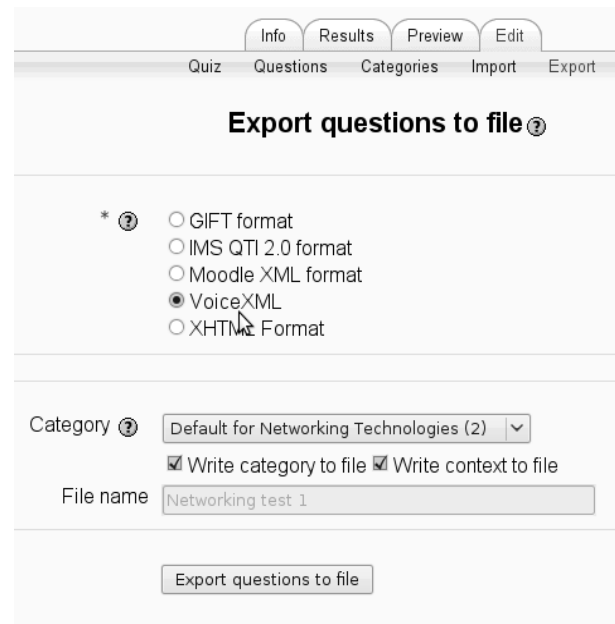 Info Results Preview Edit
Quiz Questions Categories Import Export
Export questions to file
*
GIFT format
IMS QTI 2.0 format
Moodle XML format
VoiceXML
XHTML Format
Category Default for Networking Technologies (2)
Write category to file Write context to file
File name Networking test 1
Export questions to file